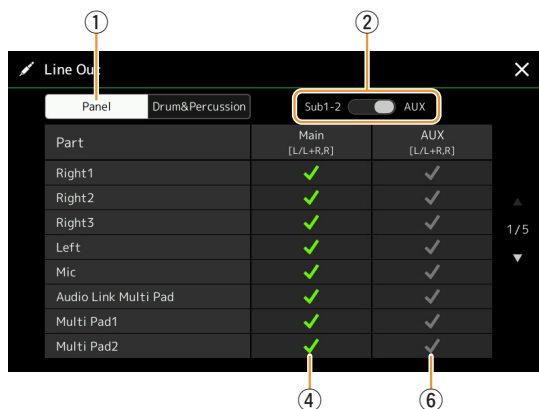 ① ②
Line Out
Panel Drum&Percussion Sub1-2 AUX
Part Main AUX
[L/L+R,R] [L/L+R,R]
Right1
Right2
Right3
1/5
Left
Mic
Audio Link Multi Pad
Multi Pad1
Multi Pad2
④ ⑥